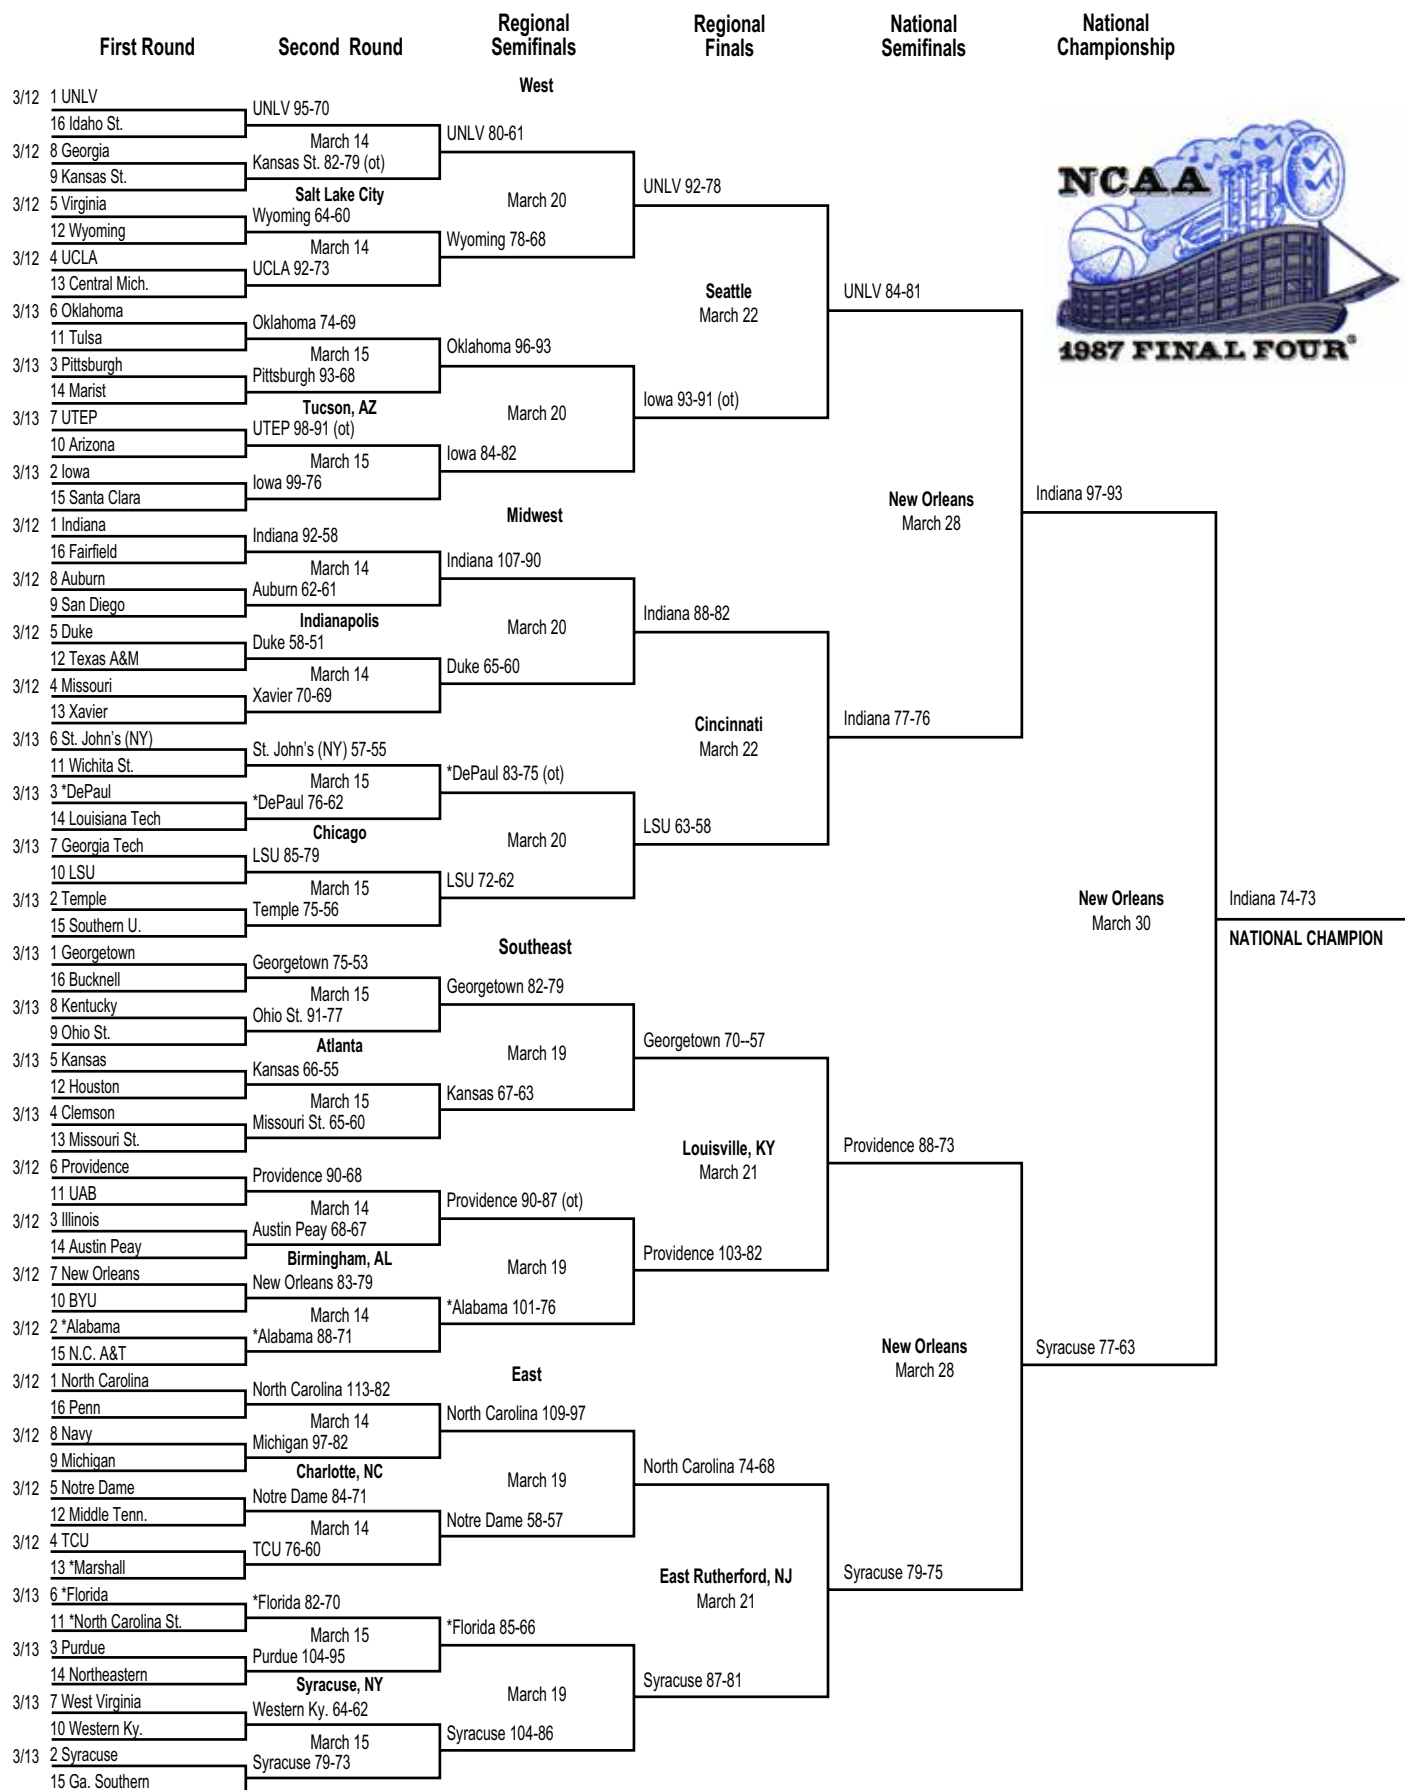 First Round
Second Round
Regional
Semifinals
Regional
Finals
National
Semifinals
National
Championship
NCAA
1987 FINAL FOUR®
West
3/12 1 UNLV
16 Idaho St.
3/12 8 Georgia
9 Kansas St.
3/12 5 Virginia
12 Wyoming
3/12 4 UCLA
13 Central Mich.
3/13 6 Oklahoma
11 Tulsa
3/13 3 Pittsburgh
14 Marist
3/13 7 UTEP
10 Arizona
3/13 2 Iowa
15 Santa Clara
UNLV 95-70
March 14
Kansas St. 82-79 (ot)
Salt Lake City
Wyoming 64-60
March 14
UCLA 92-73
Oklahoma 74-69
March 15
Pittsburgh 93-68
Tucson, AZ
UTEP 98-91 (ot)
March 15
Iowa 99-76
UNLV 80-61
March 20
Wyoming 78-68
Oklahoma 96-93
March 20
Iowa 84-82
UNLV 92-78
Seattle
March 22
Iowa 93-91 (ot)
UNLV 84-81
Midwest
3/12 1 Indiana
16 Fairfield
3/12 8 Auburn
9 San Diego
3/12 5 Duke
12 Texas A&M
3/12 4 Missouri
13 Xavier
3/13 6 St. John's (NY)
11 Wichita St.
3/13 3 *DePaul
14 Louisiana Tech
3/13 7 Georgia Tech
10 LSU
3/13 2 Temple
15 Southern U.
Indiana 92-58
March 14
Auburn 62-61
Indianapolis
Duke 58-51
March 14
Xavier 70-69
St. John's (NY) 57-55
March 15
*DePaul 76-62
Chicago
LSU 85-79
March 15
Temple 75-56
Indiana 107-90
March 20
Duke 65-60
*DePaul 83-75 (ot)
March 20
LSU 72-62
Indiana 88-82
Cincinnati
March 22
LSU 63-58
Indiana 77-76
New Orleans
March 28
Indiana 97-93
Southeast
3/13 1 Georgetown
16 Bucknell
3/13 8 Kentucky
9 Ohio St.
3/13 5 Kansas
12 Houston
3/13 4 Clemson
13 Missouri St.
3/12 6 Providence
11 UAB
3/12 3 Illinois
14 Austin Peay
3/12 7 New Orleans
10 BYU
3/12 2 *Alabama
15 N.C. A&T
Georgetown 75-53
March 15
Ohio St. 91-77
Atlanta
Kansas 66-55
March 15
Missouri St. 65-60
Providence 90-68
March 14
Austin Peay 68-67
Birmingham, AL
New Orleans 83-79
March 14
*Alabama 88-71
Georgetown 82-79
March 19
Kansas 67-63
Providence 90-87 (ot)
March 19
*Alabama 101-76
Georgetown 70--57
Louisville, KY
March 21
Providence 103-82
Providence 88-73
East
3/12 1 North Carolina
16 Penn
3/12 8 Navy
9 Michigan
3/12 5 Notre Dame
12 Middle Tenn.
3/12 4 TCU
13 *Marshall
3/13 6 *Florida
11 *North Carolina St.
3/13 3 Purdue
14 Northeastern
3/13 7 West Virginia
10 Western Ky.
3/13 2 Syracuse
15 Ga. Southern
North Carolina 113-82
March 14
Michigan 97-82
Charlotte, NC
Notre Dame 84-71
March 14
TCU 76-60
*Florida 82-70
March 15
Purdue 104-95
Syracuse, NY
Western Ky. 64-62
March 15
Syracuse 79-73
North Carolina 109-97
March 19
Notre Dame 58-57
*Florida 85-66
March 19
Syracuse 104-86
North Carolina 74-68
East Rutherford, NJ
March 21
Syracuse 87-81
Syracuse 79-75
New Orleans
March 28
Syracuse 77-63
New Orleans
March 30
Indiana 74-73
NATIONAL CHAMPION